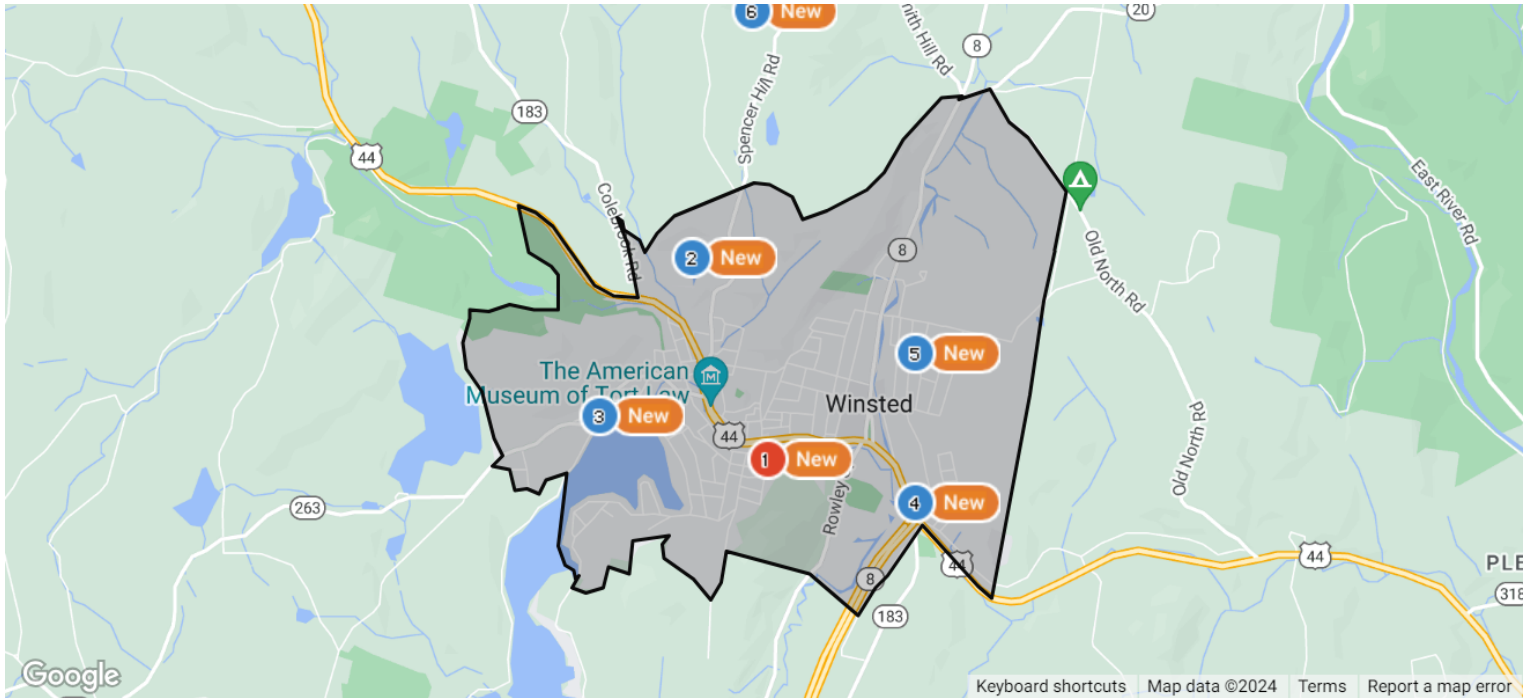 6 New
20
nith Hill Rd
8
183
Spencer Hill Rd
44
East River Rd
Colebrook Rd
Old North Rd
8
2 New
5 New
The American
Museum of Tort Law
Winsted
3 New
44
1 New
Old North Rd
Rowley S
4 New
263
44
44
8
PLE
318
183
Google
Keyboard shortcuts Map data ©2024 Terms Report a map error